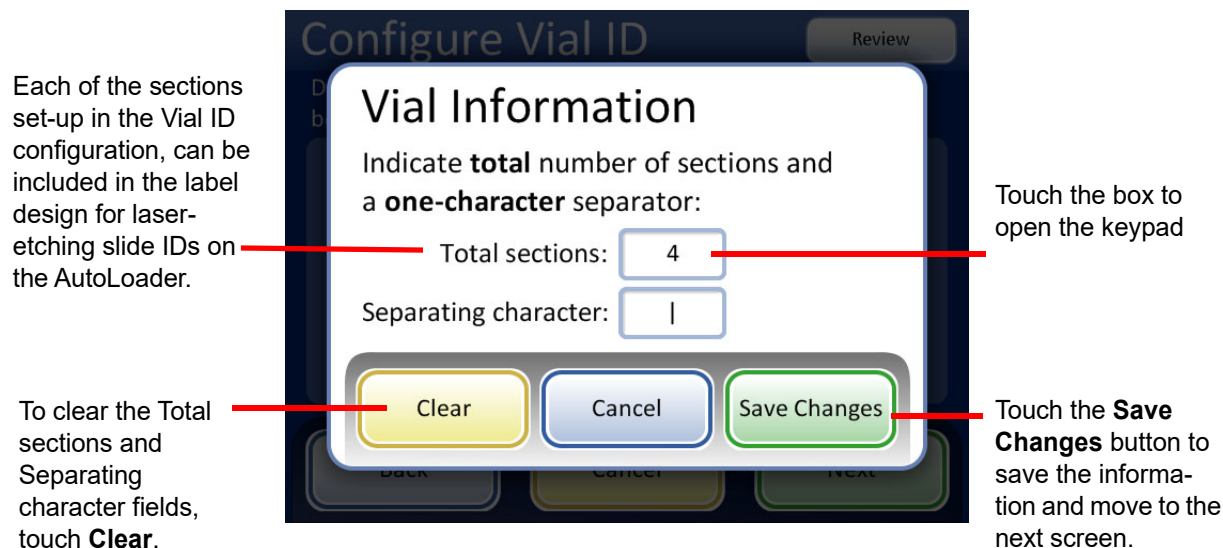 Configure Vial ID
Review
Each of the sections
set-up in the Vial ID
configuration, can be
included in the label
design for laser-
etching slide IDs on
the AutoLoader.
Vial Information
Indicate total number of sections and
a one-character separator:
Total sections: 4
Separating character: |
Touch the box to
open the keypad
Clear
Cancel
Save Changes
To clear the Total
sections and
Separating
character fields,
touch Clear.
Touch the Save
Changes button to
save the informa-
tion and move to the
next screen.
Back
Cancel
Next